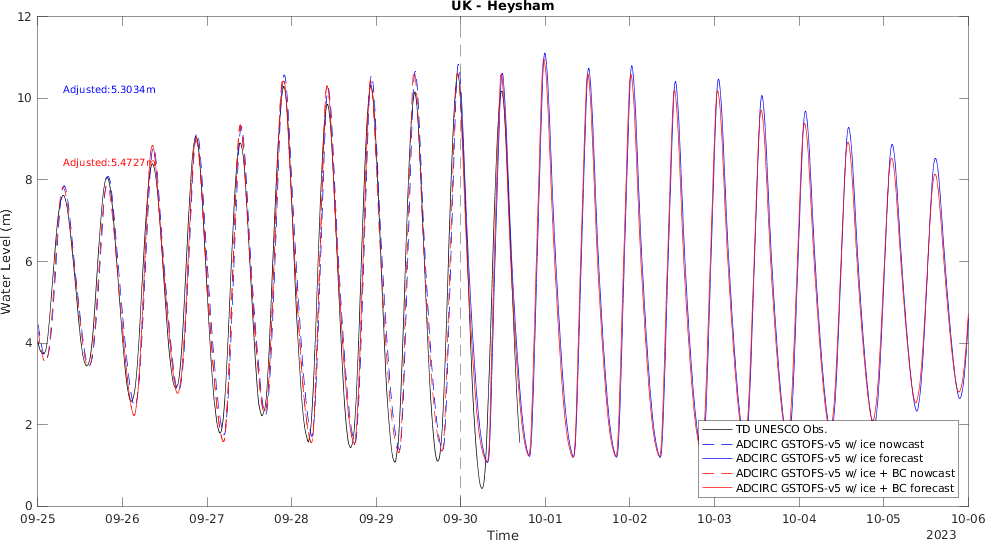 UK - Heysham
12
10
8
6
4
2
0
Water Level (m)
Adjusted:5.3034m
Adjusted:5.4727m
TD UNESCO Obs.
ADCIRC GSTOFS-v5 w/ ice nowcast
ADCIRC GSTOFS-v5 w/ ice forecast
ADCIRC GSTOFS-v5 w/ ice + BC nowcast
ADCIRC GSTOFS-v5 w/ ice + BC forecast
09-25 09-26 09-27 09-28 09-29 09-30 10-01 10-02 10-03 10-04 10-05 10-06
Time
2023